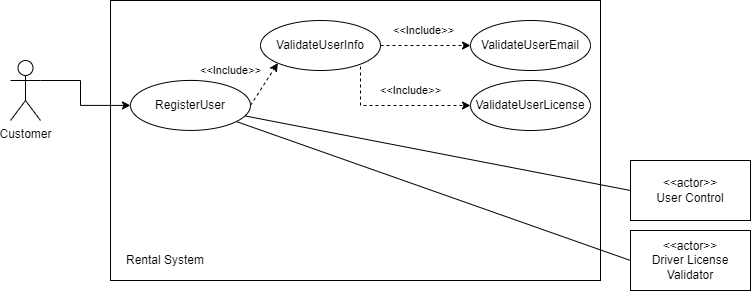 <<Include>>
ValidateUserInfo
ValidateUserEmail
<<Include>>
<<Include>>
RegisterUser
ValidateUserLicense
Customer
<<actor>>
User Control
<<actor>>
Driver License
Validator
Rental System